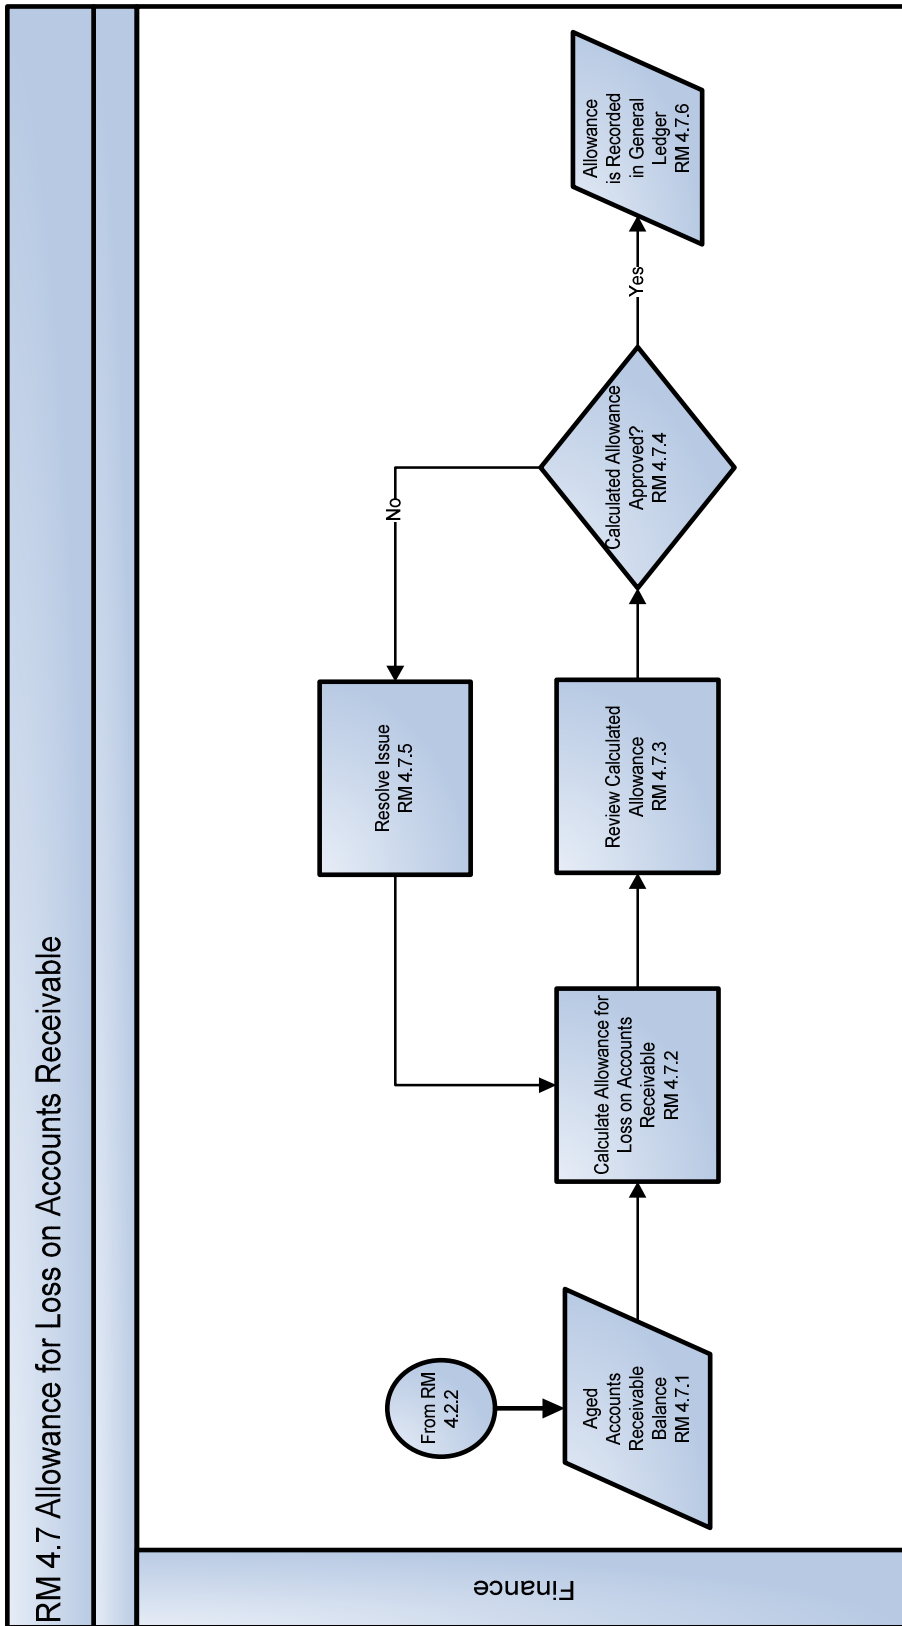 RM 4.7 Allowance for Loss on Accounts Receivable
Finance
From RM
4.2.2
Aged
Accounts
Receivable
Balance
RM 4.7.1
Calculate Allowance for
Loss on Accounts
Receivable
RM 4.7.2
Review Calculated
Allowance
RM 4.7.3
Calculated Allowance
Approved?
RM 4.7.4
No
Resolve Issue
RM 4.7.5
Yes
Allowance
is Recorded
in General
Ledger
RM 4.7.6